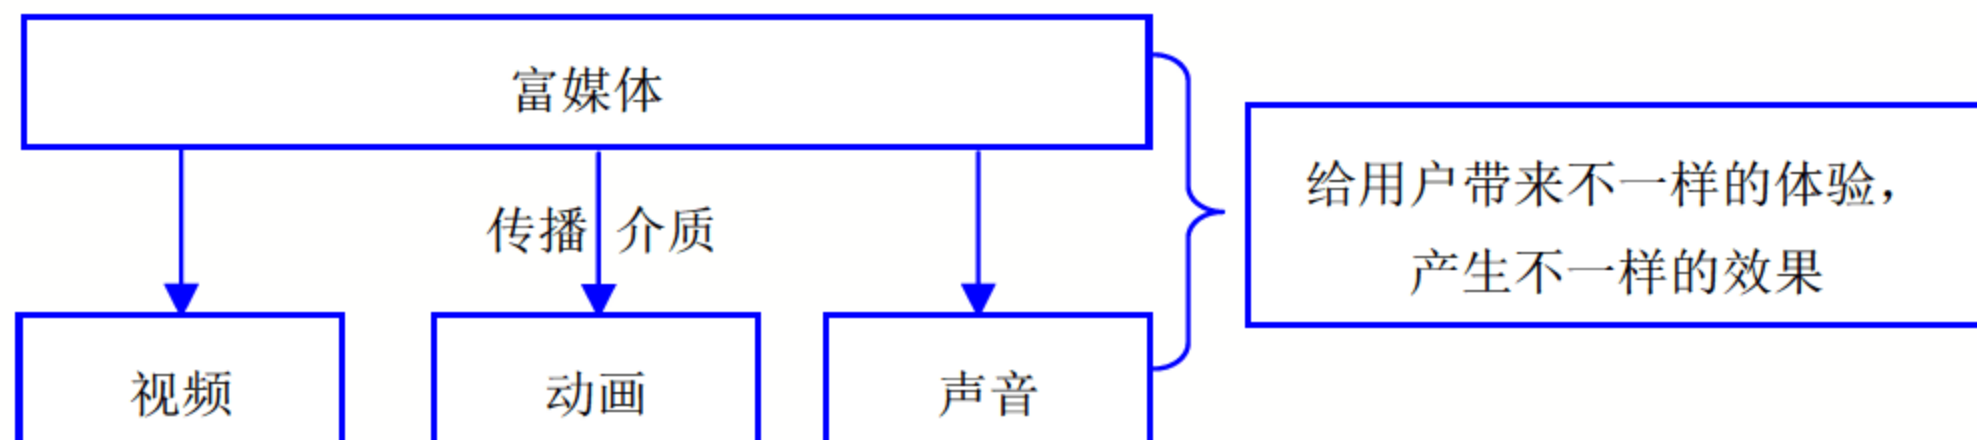 富媒体
传播 介质
给用户带来不一样的体验，
产生不一样的效果
视频
动画
声音